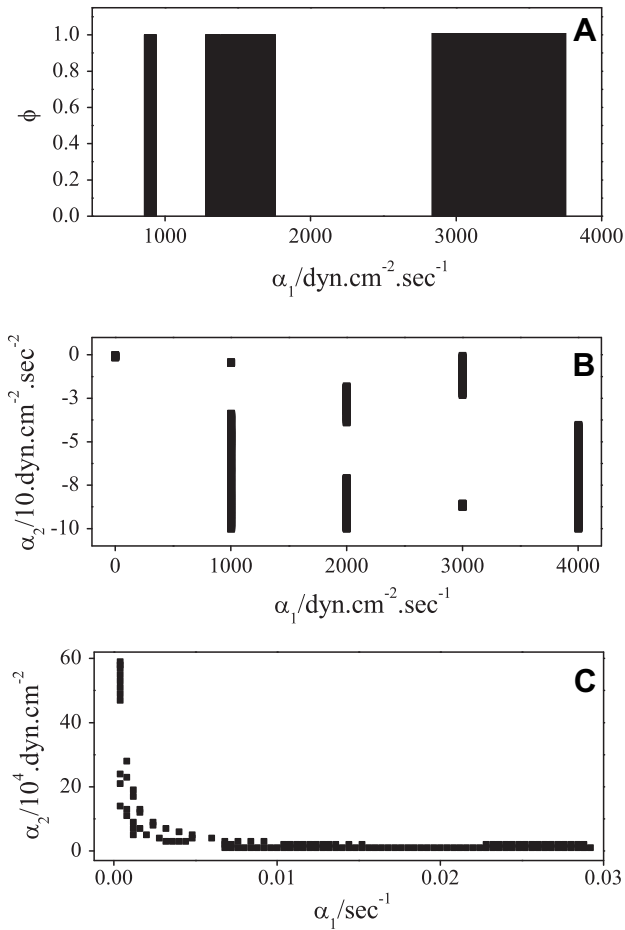 A
1.0
0.8
0.6
0.4
0.2
0.0
ϕ
1000 2000 3000 4000
α₁/dyn.cm⁻².sec⁻¹
B
0
-3
-5
-8
-10
α₂/10.dyn.cm⁻².sec⁻²
0 1000 2000 3000 4000
α₁/dyn.cm⁻².sec⁻¹
C
60
40
20
0
α₂/10⁴.dyn.cm⁻²
0.00 0.01 0.02 0.03
α₁/sec⁻¹